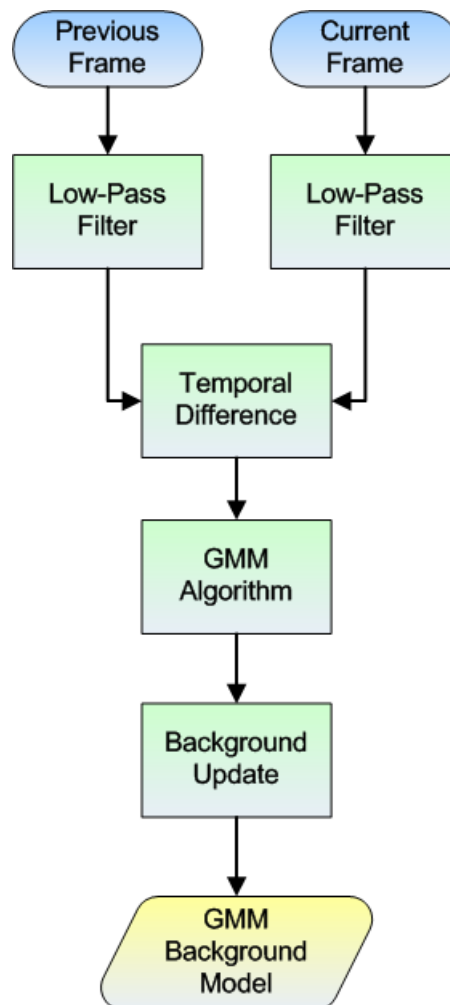 Previous
Frame
Current
Frame
Low-Pass
Filter
Low-Pass
Filter
Temporal
Difference
GMM
Algorithm
Background
Update
GMM
Background
Model